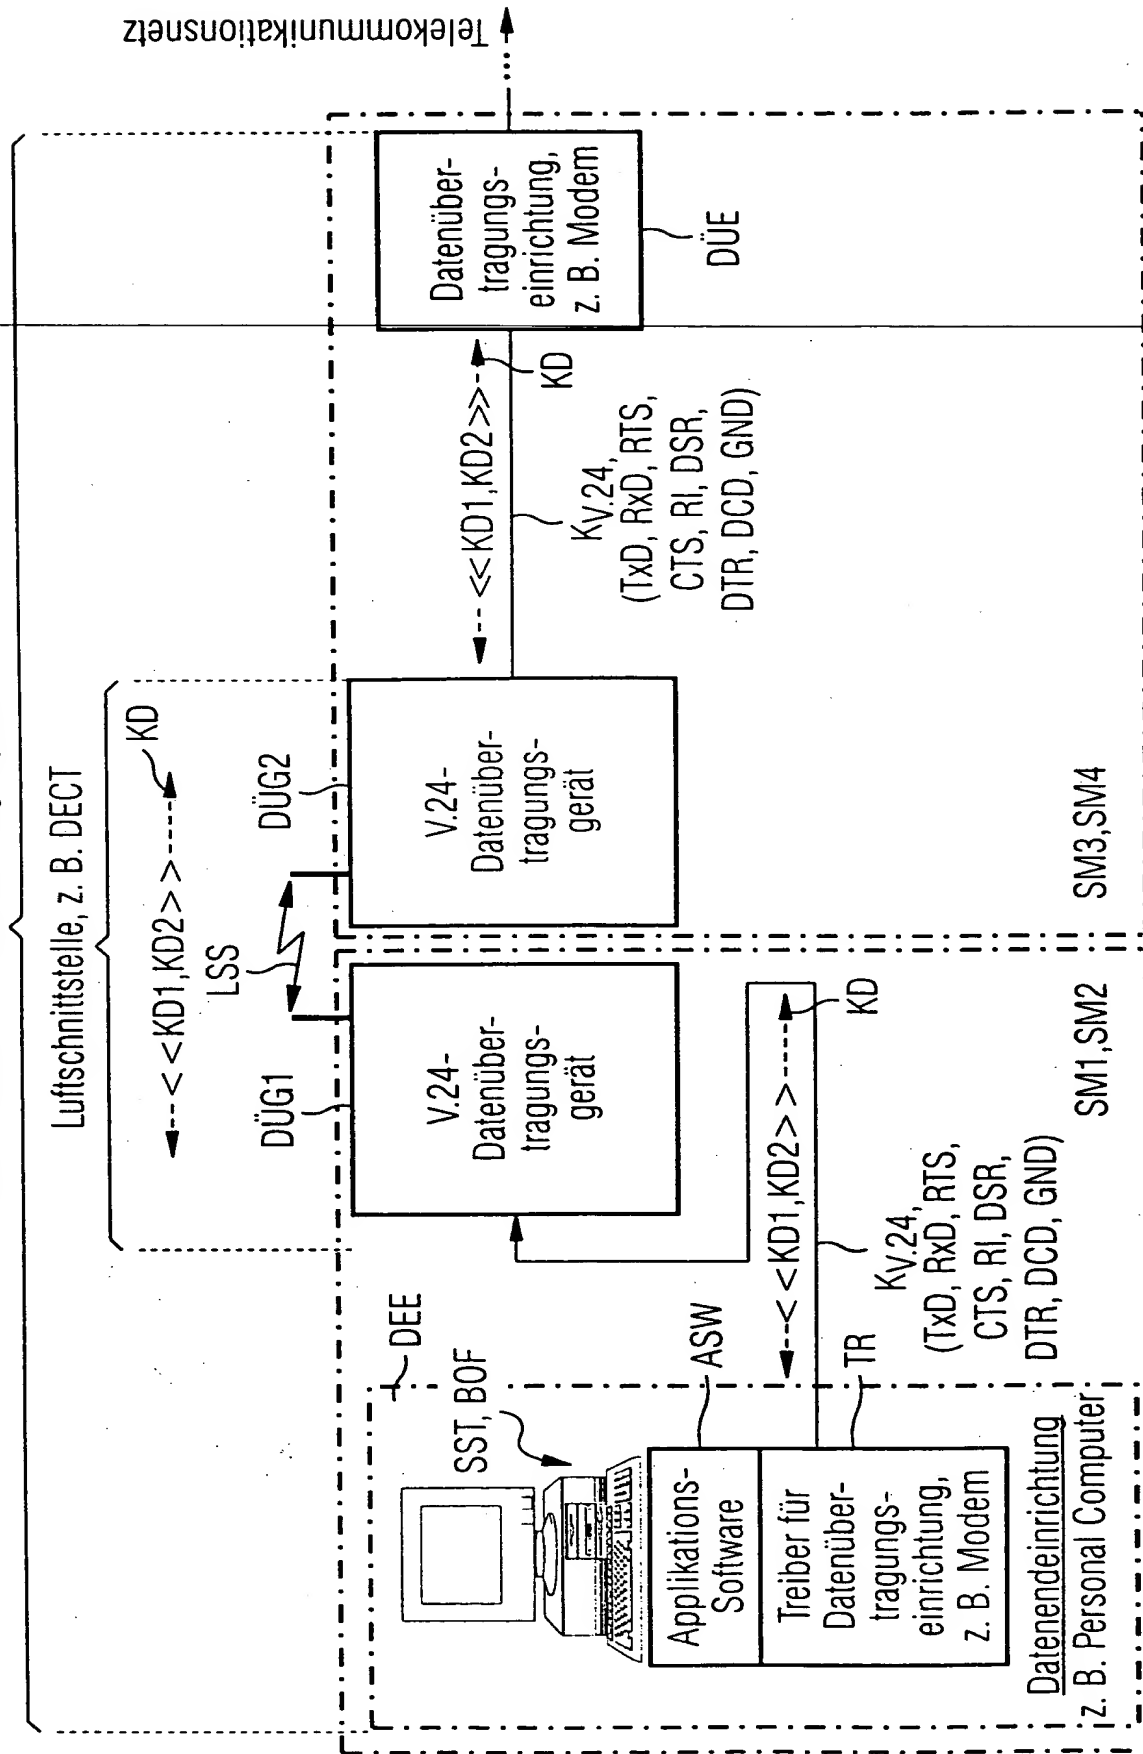 Telekommunikationsnetz
Luftschnittstelle, z. B. DECT
<<KD1,KD2>>
KD
LSS
DÜG1
DÜG2
V.24-
Datenüber-
tragungs-
gerät
V.24-
Datenüber-
tragungs-
gerät
<<KD1,KD2>>
KD
KV.24,
(TxD, RxD, RTS,
CTS, RI, DSR,
DTR, DCD, GND)
Datenüber-
tragungs-
einrichtung,
z. B. Modem
DÜE
SM3,SM4
DEE
SST, BOF
ASW
Applikations-
Software
Treiber für
Datenüber-
tragungs-
einrichtung,
z. B. Modem
TR
<<KD1,KD2>>
KD
KV.24,
(TxD, RxD, RTS,
CTS, RI, DSR,
DTR, DCD, GND)
SM1,SM2
Datenendeinrichtung
z. B. Personal Computer